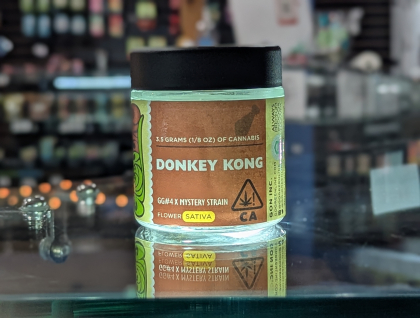 3.5 GRAMS (1/8 OZ) OF CANNABIS
DONKEY KONG
GG#4 X MYSTERY STRAIN
FLOWER SATIVA
!
CA